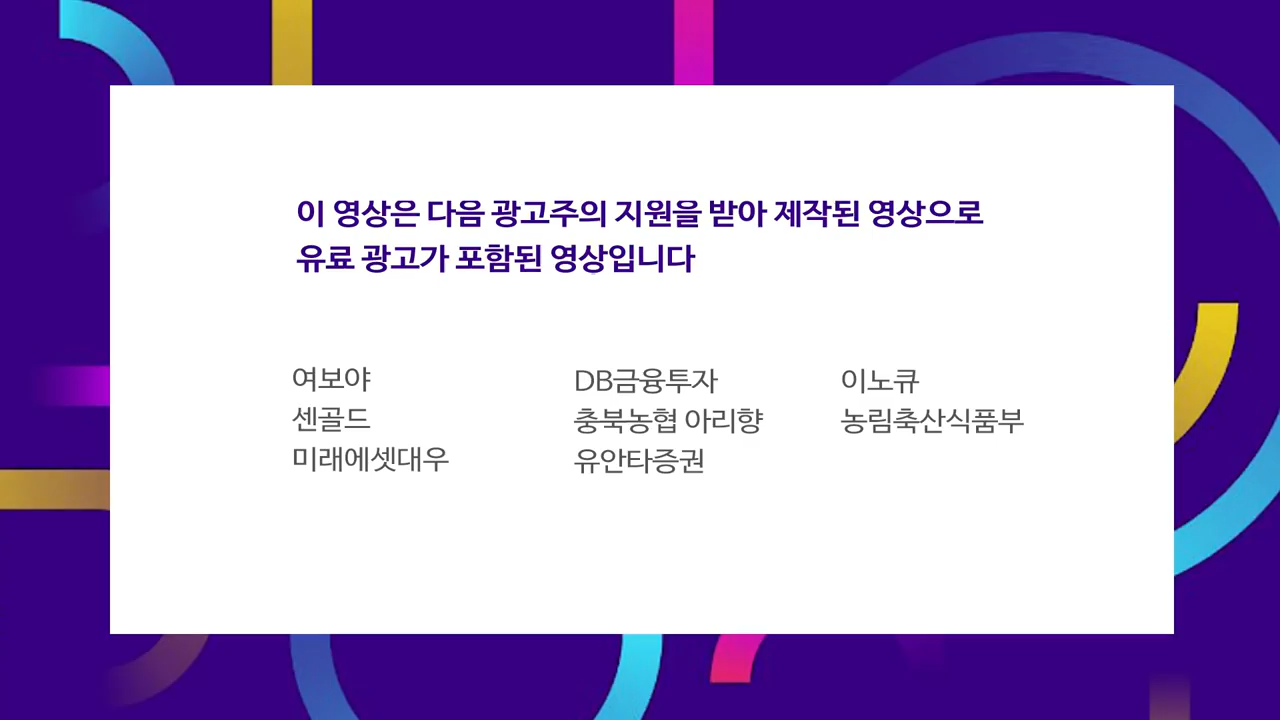 이 영상은 다음 광고주의 지원을 받아 제작된 영상으로
유료 광고가 포함된 영상입니다
여보야
센골드
미래에셋대우
DB금융투자
충북농협 아리향
유안타증권
이노큐
농림축산식품부